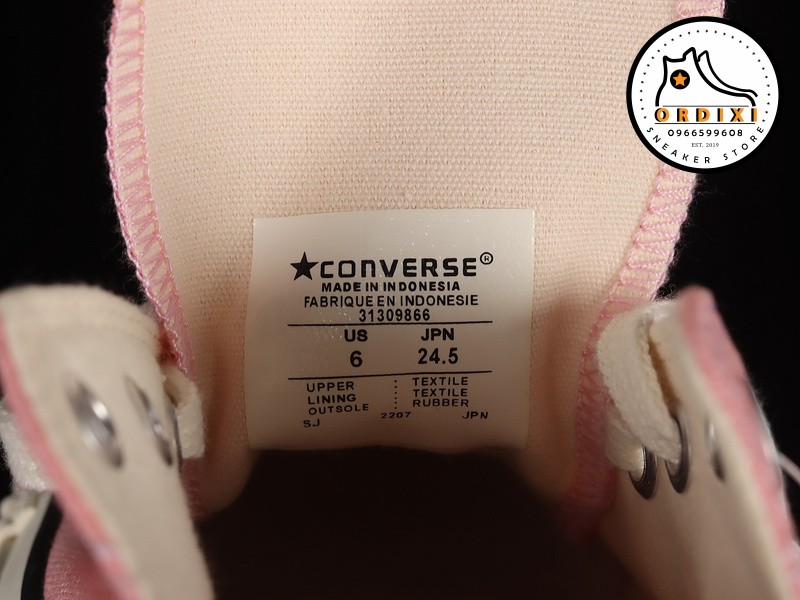 ORDIXI
0966599608
EST. 2019
SNEAKER STORE
★CONVERSE®
MADE IN INDONESIA
FABRIQUE EN INDONESIE
31309866
US JPN
6 24.5
UPPER : TEXTILE
LINING : TEXTILE
OUTSOLE : RUBBER
SJ 2207 JPN